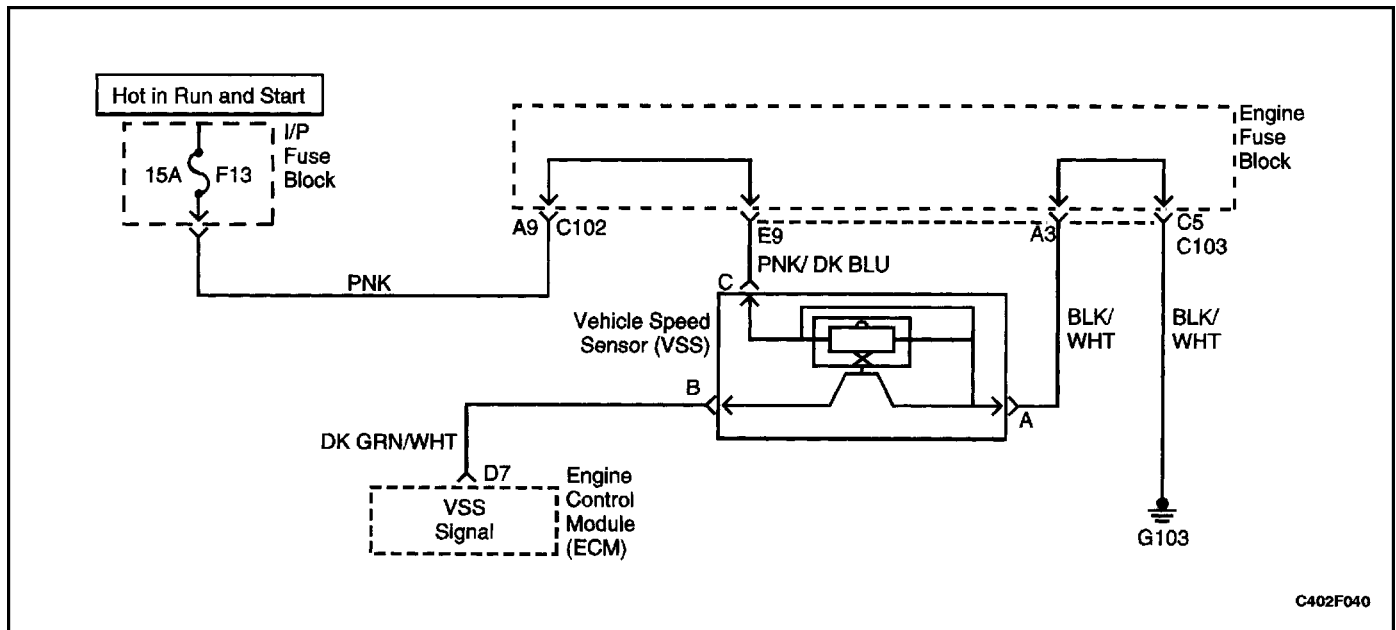 Hot in Run and Start
I/P
Fuse
Block
15A F13
Engine
Fuse
Block
A9 C102
E9
A3
C5
C103
PNK
PNK/ DK BLU
C
Vehicle Speed
Sensor (VSS)
BLK/
WHT
BLK/
WHT
B
A
DK GRN/WHT
D7
VSS
Signal
Engine
Control
Module
(ECM)
G103
C402F040